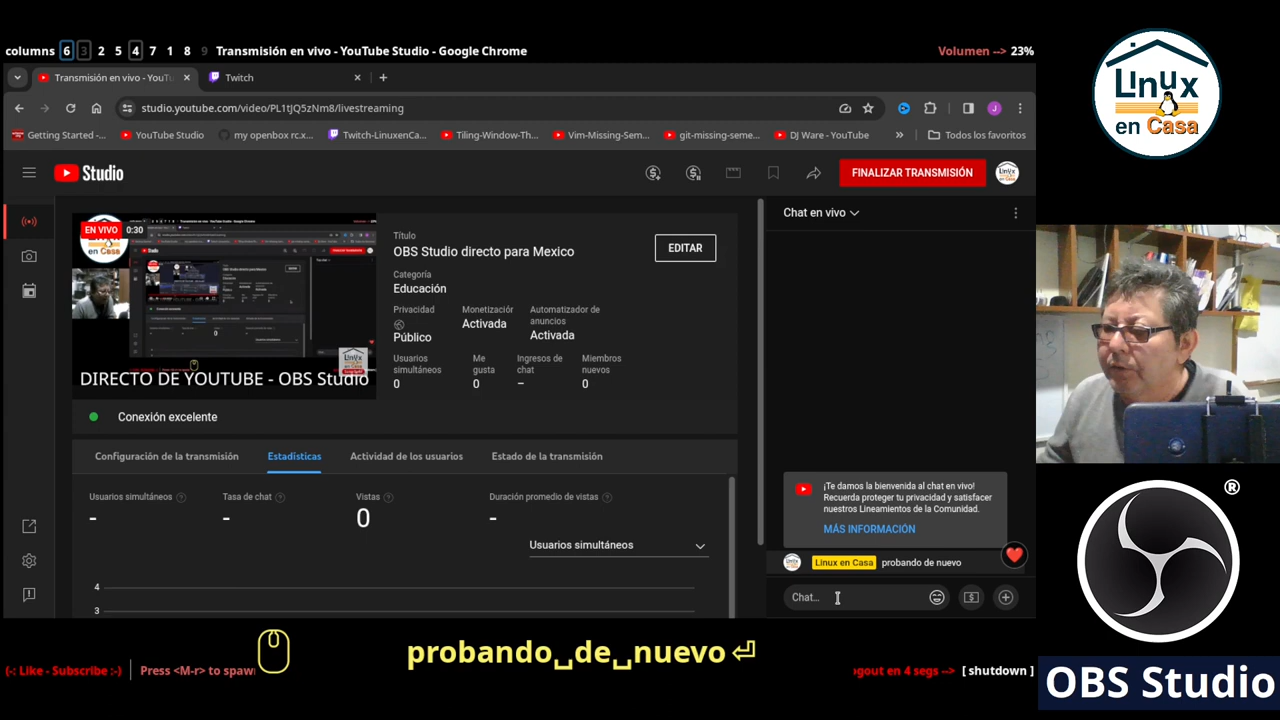 columns 6 3 2 5 4 7 1 8 9 Transmisión en vivo - YouTube Studio - Google Chrome
Volumen --> 23%
Transmisión en vivo - YouT
Twitch
studio.youtube.com/video/PL1tJQ5zNm8/livestreaming
Getting Started -...
YouTube Studio
my openbox rc.x...
Twitch-LinuxenCa...
Tiling-Window-Th...
Vim-Missing-Sem...
git-missing-seme...
DJ Ware - YouTube
Todos los favoritos
Studio
FINALIZAR TRANSMISIÓN
EN VIVO 0:30
DIRECTO DE YOUTUBE - OBS Studio
Título
OBS Studio directo para Mexico
EDITAR
Categoría
Educación
Privacidad
Público
Monetización
Activada
Automatizador de
anuncios
Activada
Usuarios
simultáneos
0
Me
gusta
0
Ingresos de
chat
–
Miembros
nuevos
0
Conexión excelente
Configuración de la transmisión
Estadísticas
Actividad de los usuarios
Estado de la transmisión
Usuarios simultáneos
-
Tasa de chat
-
Vistas
0
Duración promedio de vistas
-
Usuarios simultáneos
4
3
Chat en vivo
¡Te damos la bienvenida al chat en vivo!
Recuerda proteger tu privacidad y satisfacer
nuestros Lineamientos de la Comunidad.
MÁS INFORMACIÓN
Linux en Casa probando de nuevo
Chat...
probando␣de␣nuevo⏎
(-: Like - Subscribe :-)
Press <M-r> to spaw
gout en 4 segs -->
[ shutdown ]
Linux
en Casa
®
OBS Studio